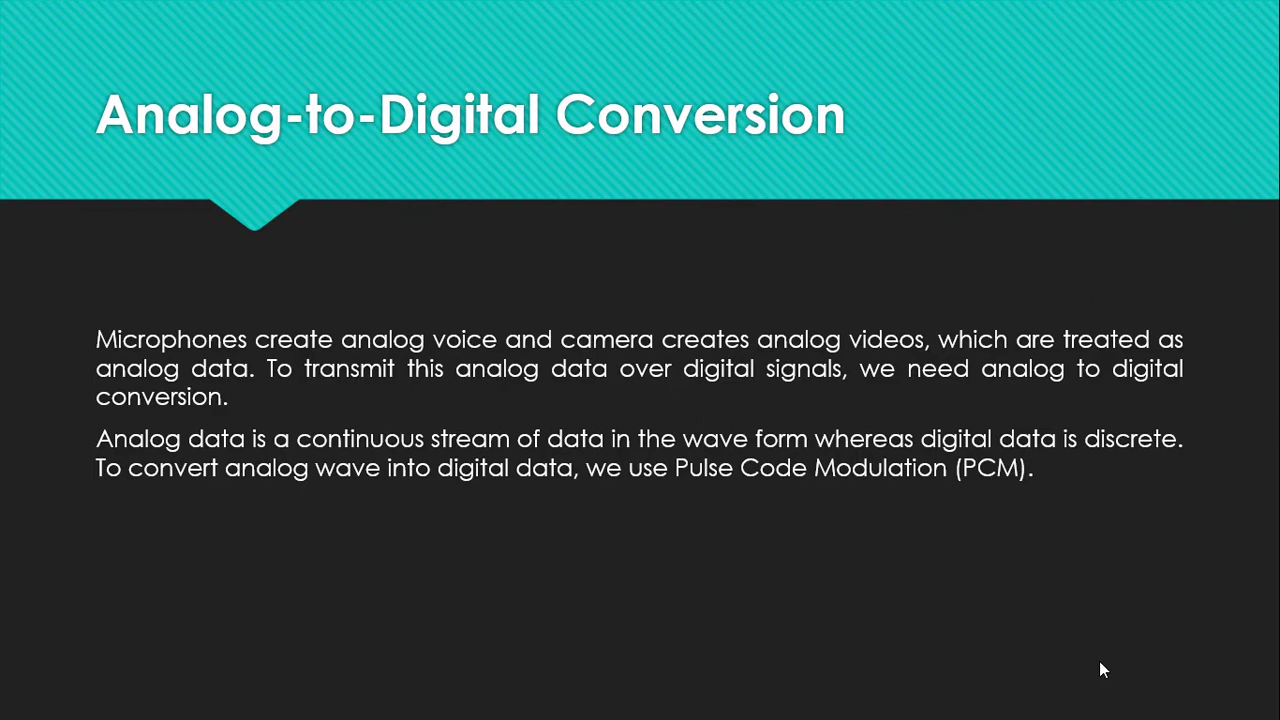 Analog-to-Digital Conversion
Microphones create analog voice and camera creates analog videos, which are treated as
analog data. To transmit this analog data over digital signals, we need analog to digital
conversion.
Analog data is a continuous stream of data in the wave form whereas digital data is discrete.
To convert analog wave into digital data, we use Pulse Code Modulation (PCM).